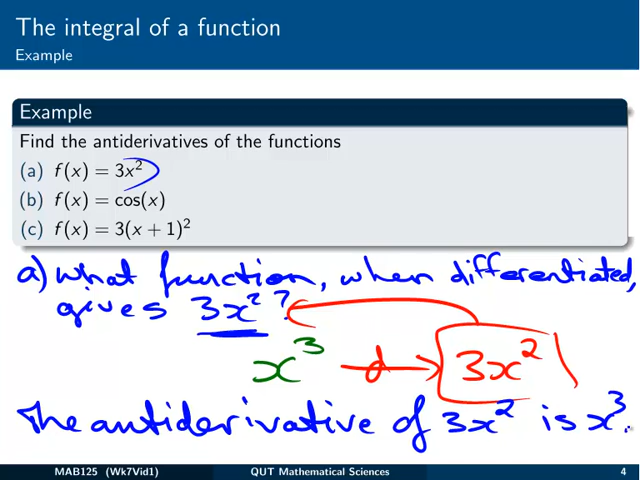 The integral of a function
Example
Example
Find the antiderivatives of the functions
(a) f(x) = 3x²
(b) f(x) = cos(x)
(c) f(x) = 3(x + 1)²
a) What function, when differentiated,
gives 3x²?
x³ d 3x²
The antiderivative of 3x² is x³.
MAB125 (Wk7Vid1) QUT Mathematical Sciences 4